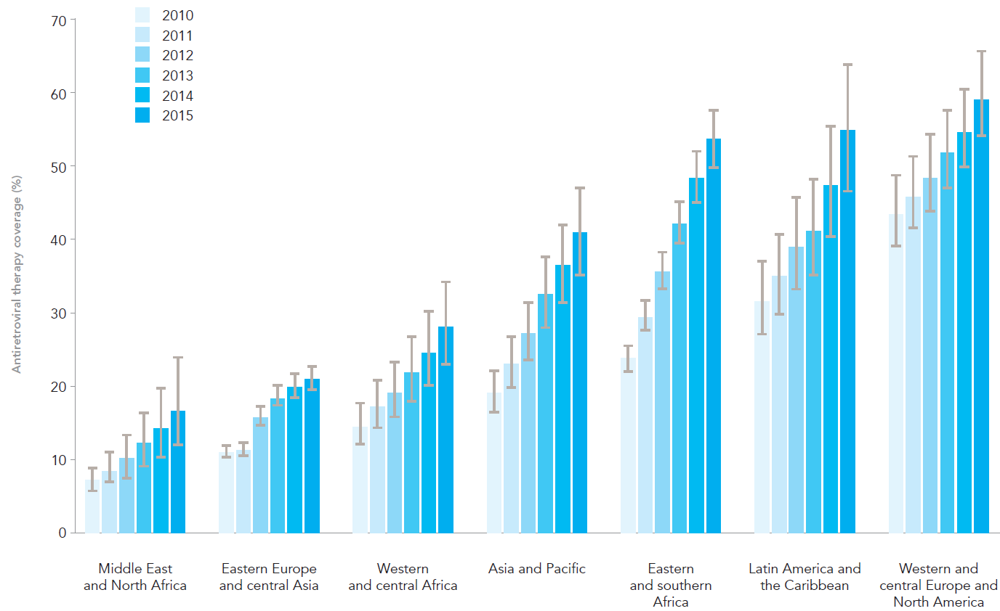 70
60
50
40
30
20
10
0
Antiretroviral therapy coverage (%)
2010
2011
2012
2013
2014
2015
Middle East
and North Africa
Eastern Europe
and central Asia
Western
and central Africa
Asia and Pacific
Eastern
and southern
Africa
Latin America and
the Caribbean
Western and
central Europe and
North America